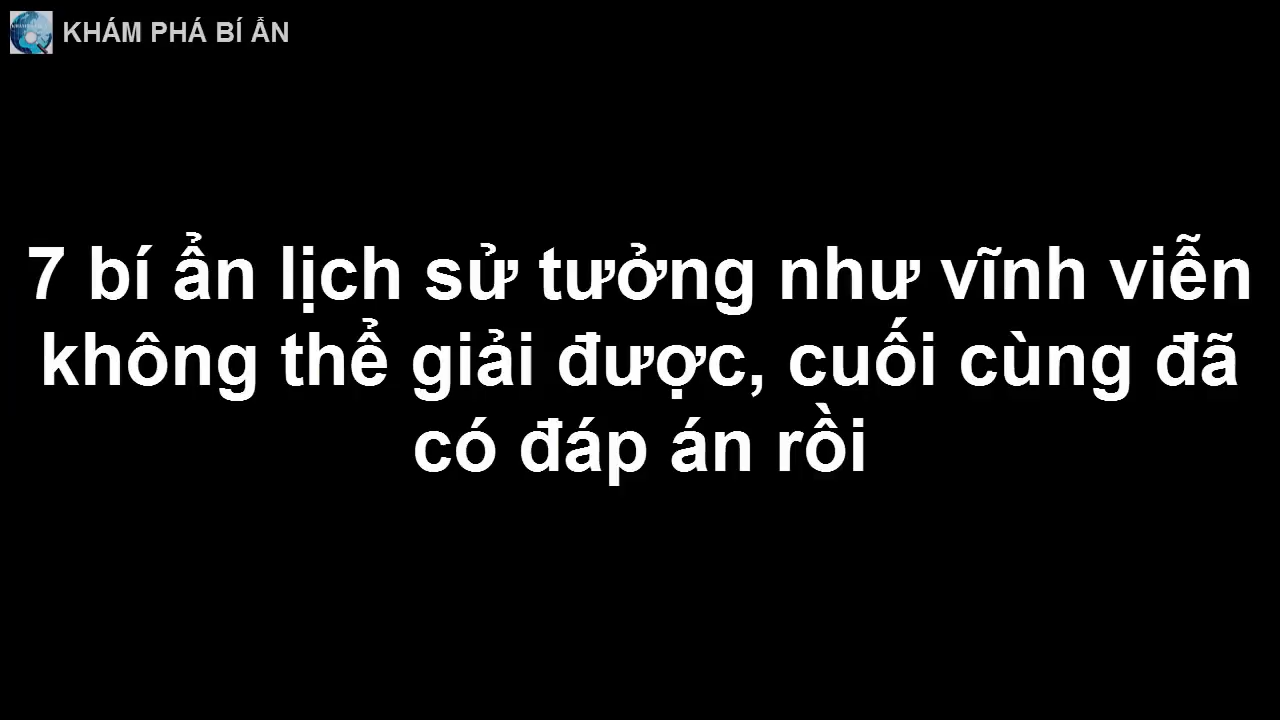 KHÁM PHÁ BÍ ẨN
7 bí ẩn lịch sử tưởng như vĩnh viễn
không thể giải được, cuối cùng đã
có đáp án rồi